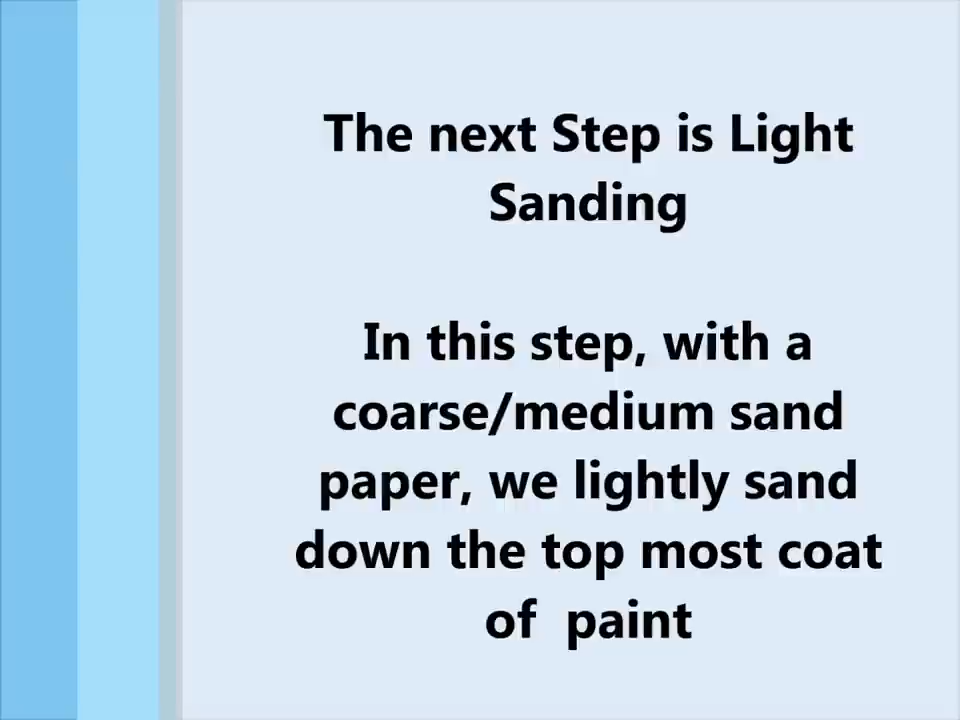 The next Step is Light
Sanding
In this step, with a
coarse/medium sand
paper, we lightly sand
down the top most coat
of  paint